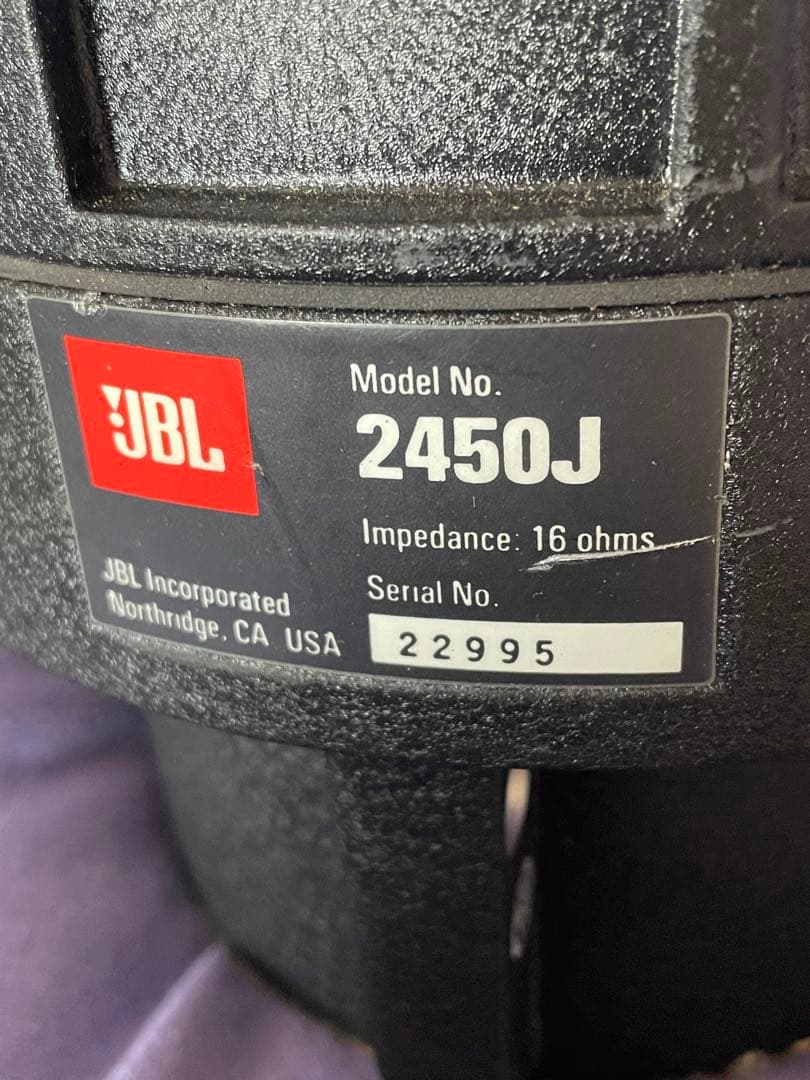 JBL
Model No.
2450J
Impedance: 16 ohms
Serial No.
22995
JBL Incorporated
Northridge, CA USA